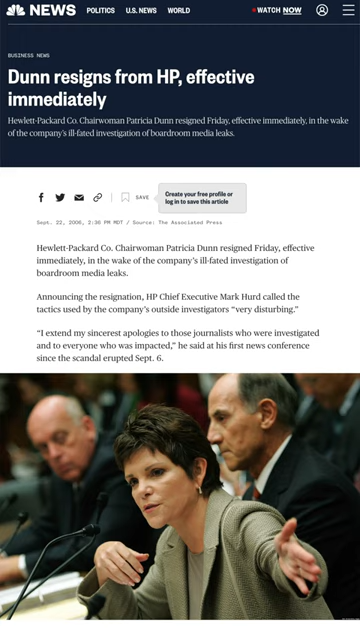 NEWS POLITICS U.S. NEWS WORLD WATCH NOW
BUSINESS NEWS
Dunn resigns from HP, effective
immediately
Hewlett-Packard Co. Chairwoman Patricia Dunn resigned Friday, effective immediately, in the wake
of the company's ill-fated investigation of boardroom media leaks.
SAVE
Create your free profile or
log in to save this article
Sept. 22, 2006, 2:36 PM MDT / Source: The Associated Press
Hewlett-Packard Co. Chairwoman Patricia Dunn resigned Friday, effective
immediately, in the wake of the company's ill-fated investigation of
boardroom media leaks.
Announcing the resignation, HP Chief Executive Mark Hurd called the
tactics used by the company's outside investigators “very disturbing.”
“I extend my sincerest apologies to those journalists who were investigated
and to everyone who was impacted,” he said at his first news conference
since the scandal erupted Sept. 6.